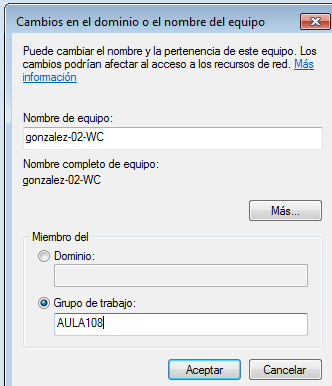 Cambios en el dominio o el nombre del equipo
Puede cambiar el nombre y la pertenencia de este equipo. Los
cambios podrían afectar al acceso a los recursos de red. Más
información
Nombre de equipo:
gonzalez-02-WC
Nombre completo de equipo:
gonzalez-02-WC
Más...
Miembro del
Dominio:
Grupo de trabajo:
AULA108
Aceptar
Cancelar